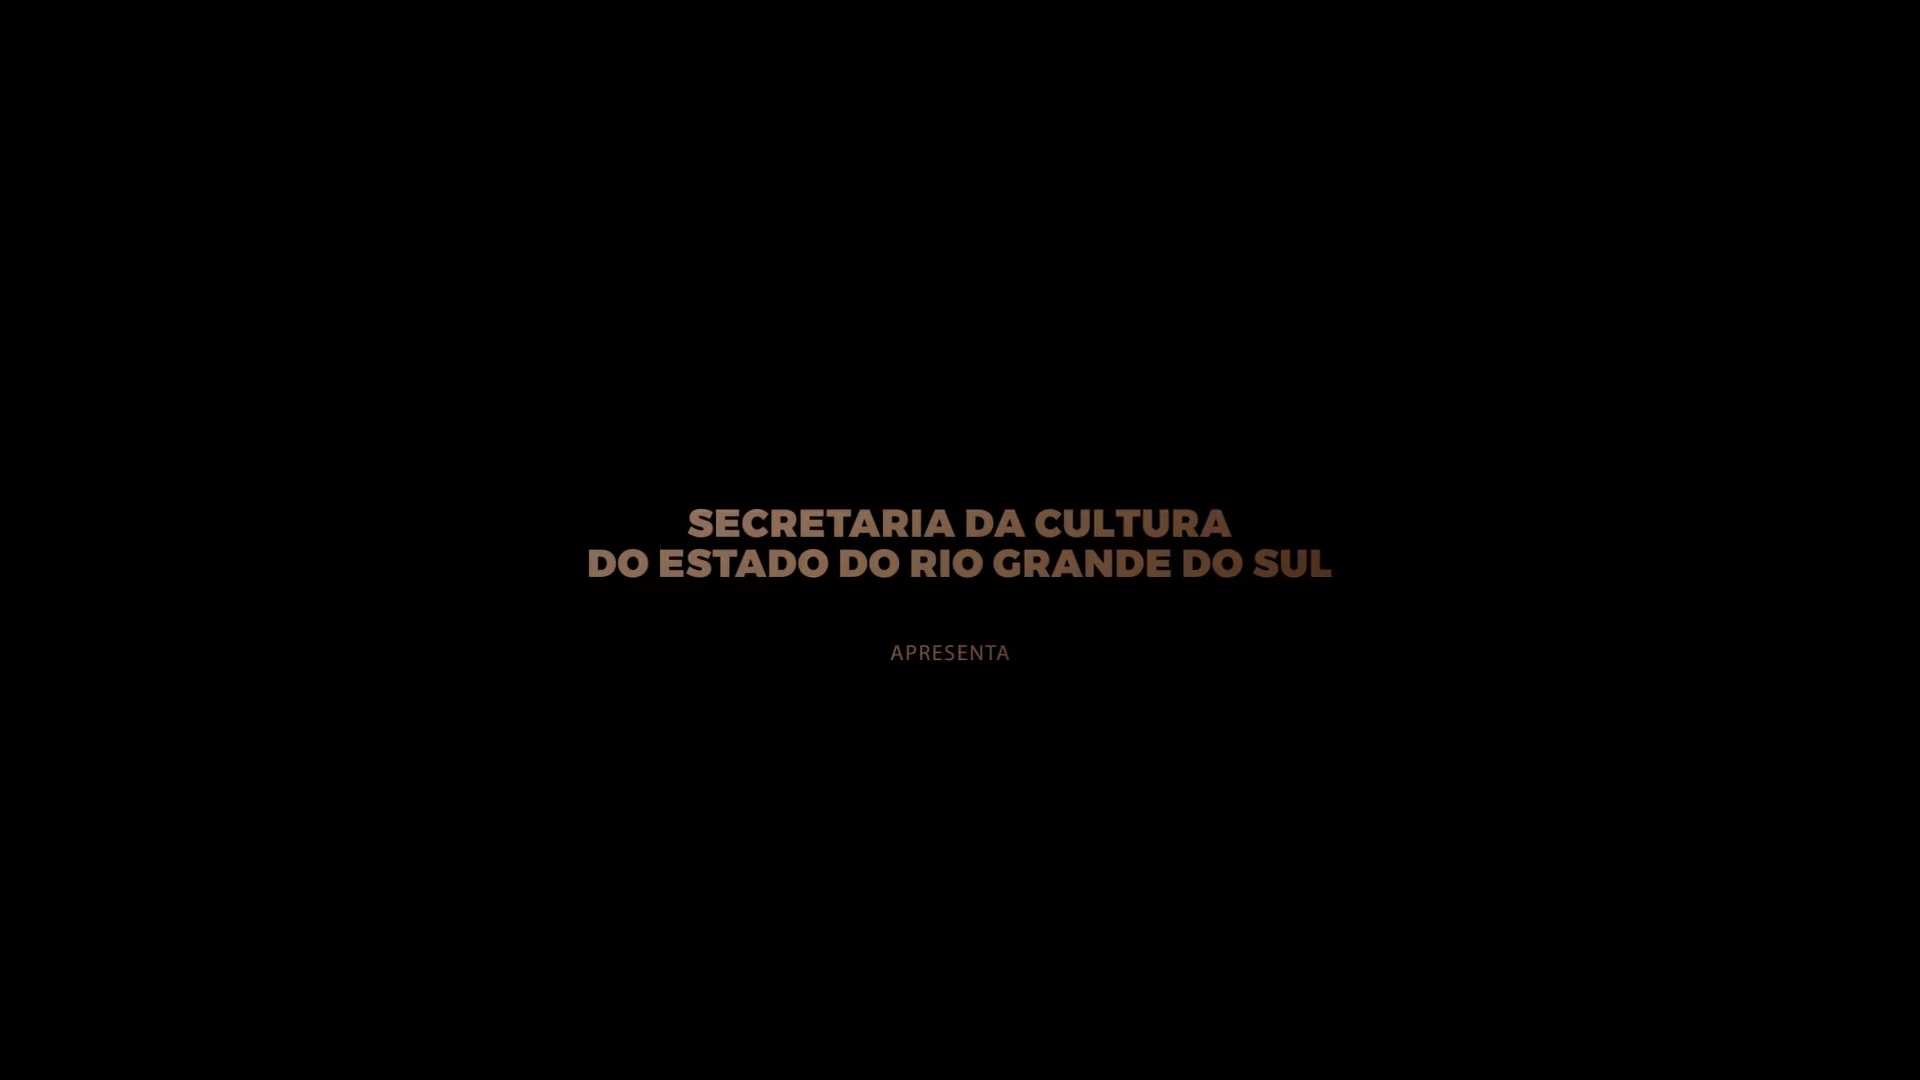 SECRETARIA DA CULTURA
DO ESTADO DO RIO GRANDE DO SUL
APRESENTA